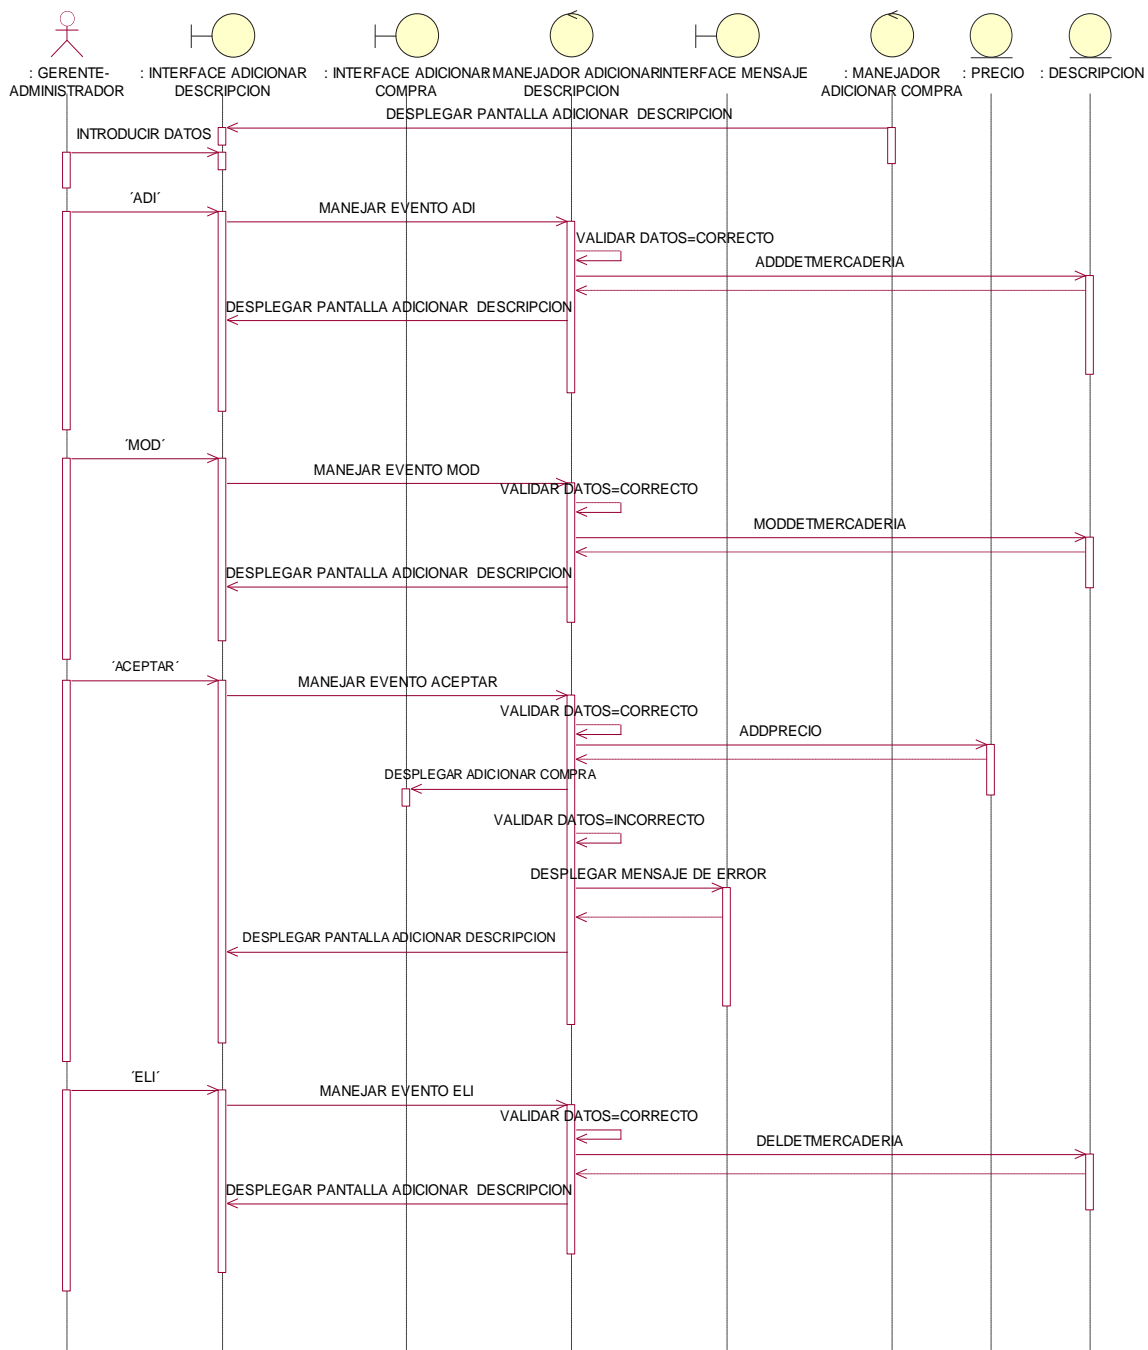 : GERENTE-
ADMINISTRADOR
: INTERFACE ADICIONAR
DESCRIPCION
: INTERFACE ADICIONAR
COMPRA
MANEJADOR ADICIONAR
DESCRIPCION
INTERFACE MENSAJE
: MANEJADOR
ADICIONAR COMPRA
: PRECIO
: DESCRIPCION
DESPLEGAR PANTALLA ADICIONAR  DESCRIPCION
INTRODUCIR DATOS
´ADI´
MANEJAR EVENTO ADI
VALIDAR DATOS=CORRECTO
ADDDETMERCADERIA
DESPLEGAR PANTALLA ADICIONAR  DESCRIPCION
´MOD´
MANEJAR EVENTO MOD
VALIDAR DATOS=CORRECTO
MODDETMERCADERIA
DESPLEGAR PANTALLA ADICIONAR  DESCRIPCION
´ACEPTAR´
MANEJAR EVENTO ACEPTAR
VALIDAR DATOS=CORRECTO
ADDPRECIO
DESPLEGAR ADICIONAR COMPRA
VALIDAR DATOS=INCORRECTO
DESPLEGAR MENSAJE DE ERROR
DESPLEGAR PANTALLA ADICIONAR DESCRIPCION
´ELI´
MANEJAR EVENTO ELI
VALIDAR DATOS=CORRECTO
DELDETMERCADERIA
DESPLEGAR PANTALLA ADICIONAR  DESCRIPCION